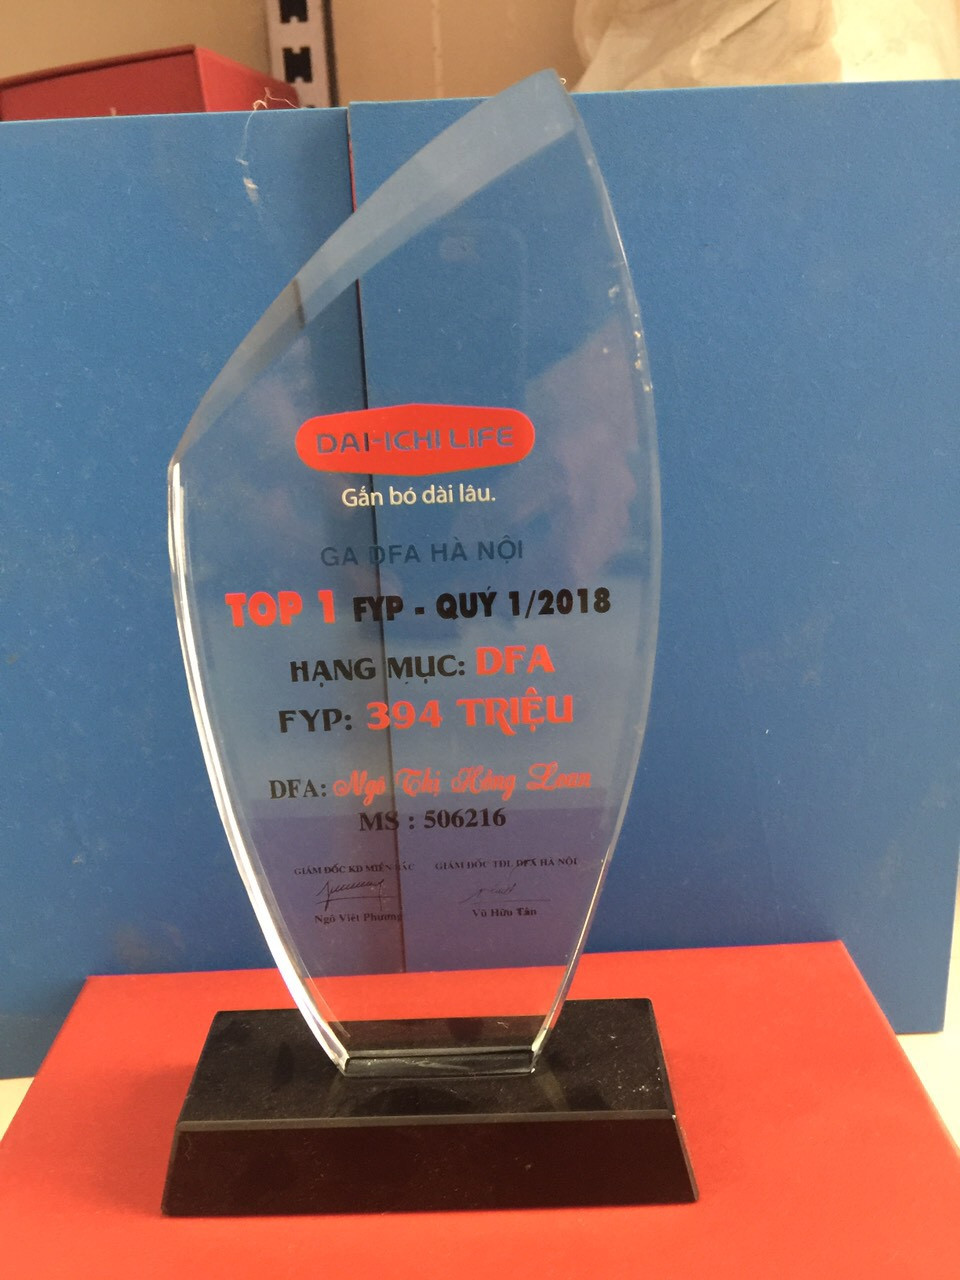 DAI-ICHI LIFE
Gắn bó dài lâu.
GA DFA HÀ NỘI
TOP 1 FYP - QUÝ 1/2018
HẠNG MỤC: DFA
FYP: 394 TRIỆU
DFA: Ngô Thị Hồng Loan
MS : 506216
GIÁM ĐỐC KD MIỀN BẮC GIÁM ĐỐC TĐL DFA HÀ NỘI
Ngô Việt Phương Vũ Hữu Tân